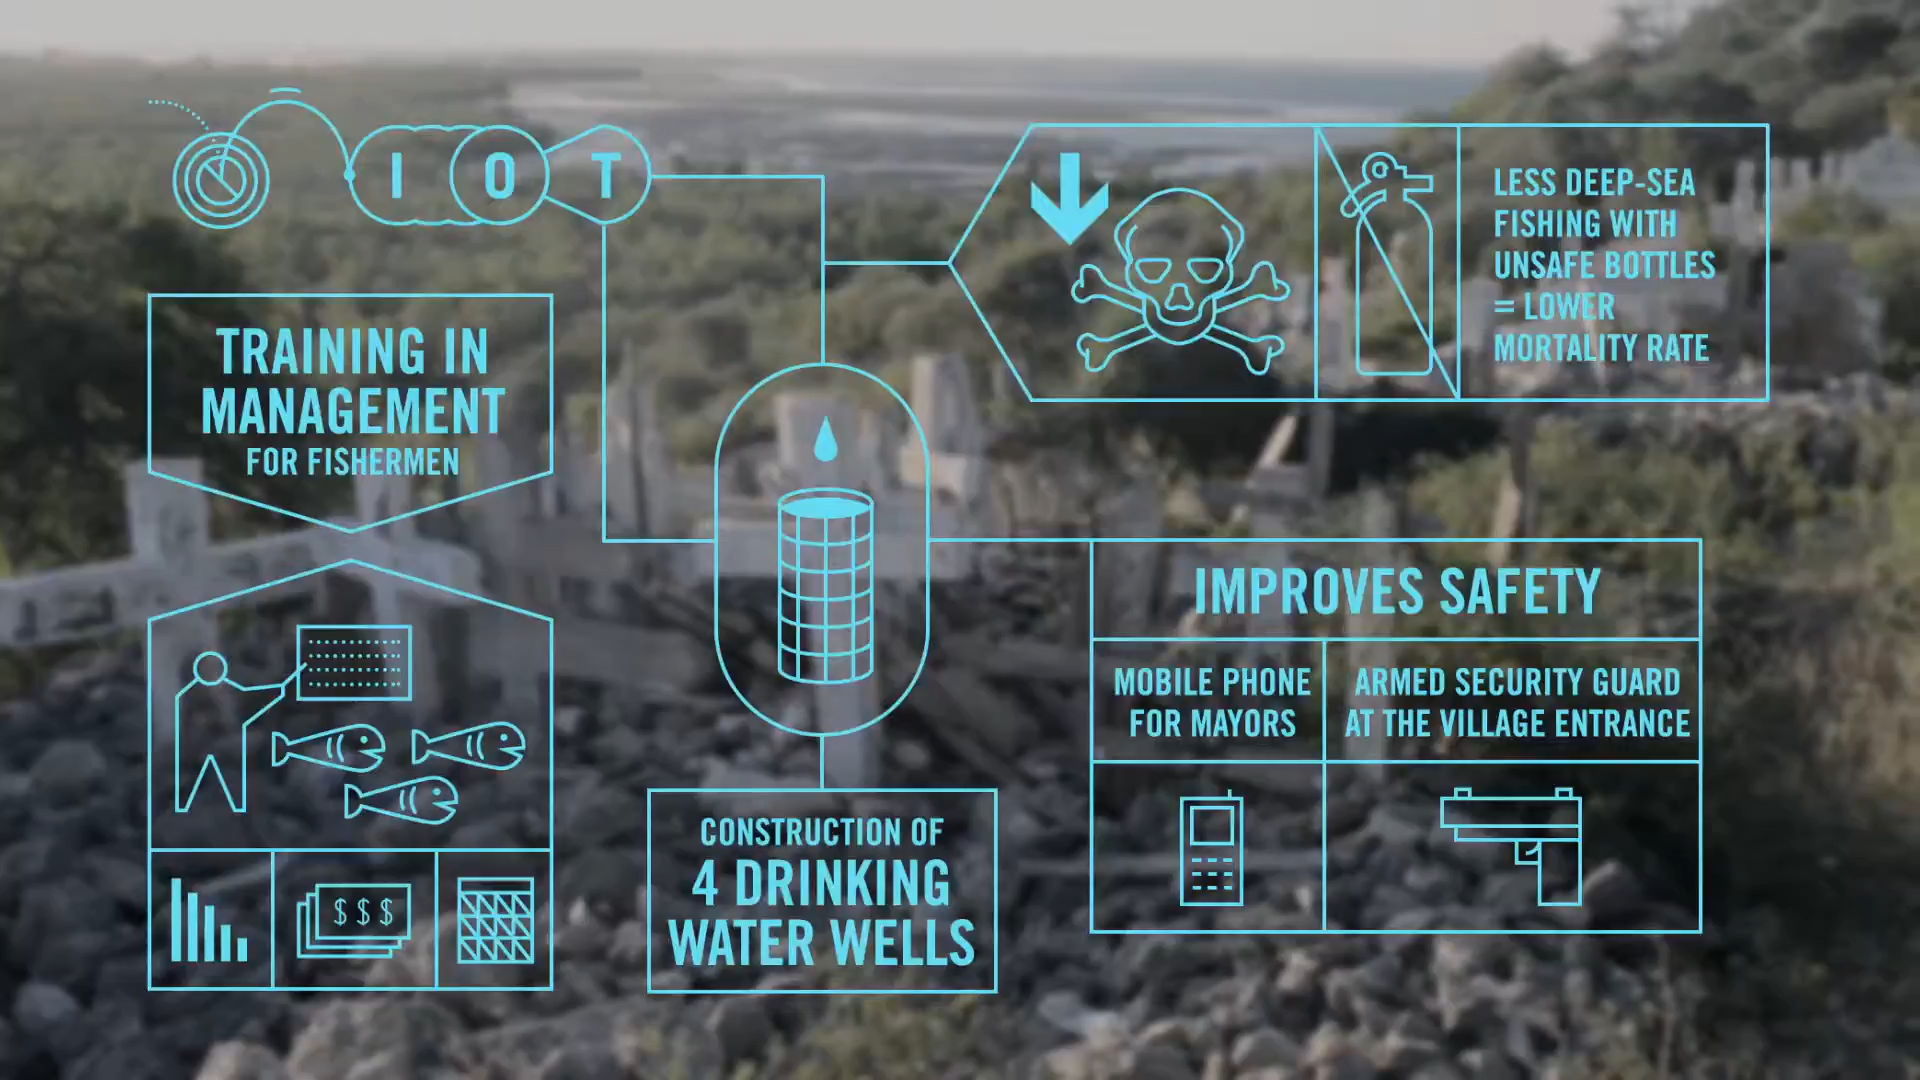 I O T
TRAINING IN
MANAGEMENT
FOR FISHERMEN
$ $ $
CONSTRUCTION OF
4 DRINKING
WATER WELLS
LESS DEEP-SEA
FISHING WITH
UNSAFE BOTTLES
= LOWER
MORTALITY RATE
IMPROVES SAFETY
MOBILE PHONE
FOR MAYORS
ARMED SECURITY GUARD
AT THE VILLAGE ENTRANCE